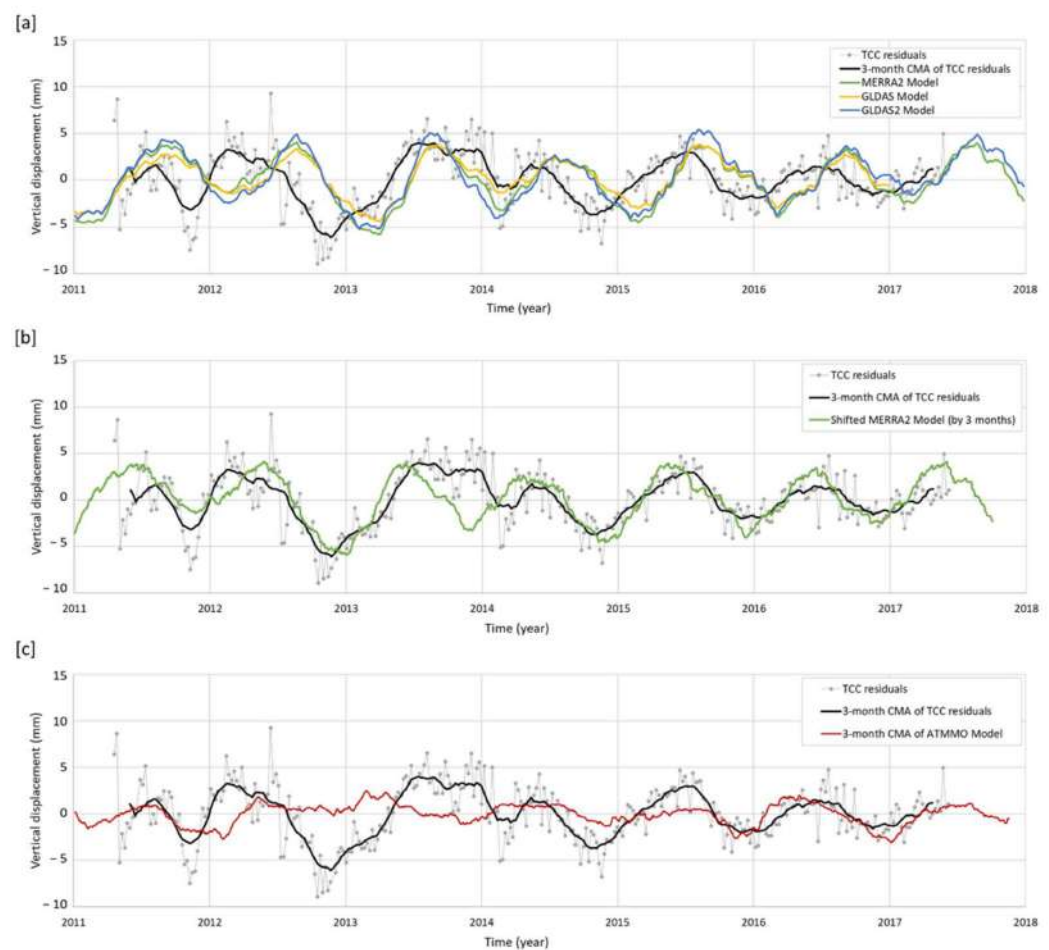 [a]
15
10
5
0
−5
−10
Vertical displacement (mm)
TCC residuals
3-month CMA of TCC residuals
MERRA2 Model
GLDAS Model
GLDAS2 Model
2011 2012 2013 2014 2015 2016 2017 2018
Time (year)
[b]
15
10
5
0
−5
−10
Vertical displacement (mm)
TCC residuals
3-month CMA of TCC residuals
Shifted MERRA2 Model (by 3 months)
2011 2012 2013 2014 2015 2016 2017 2018
Time (year)
[c]
15
10
5
0
−5
−10
Vertical displacement (mm)
TCC residuals
3-month CMA of TCC residuals
3-month CMA of ATMMO Model
2011 2012 2013 2014 2015 2016 2017 2018
Time (year)